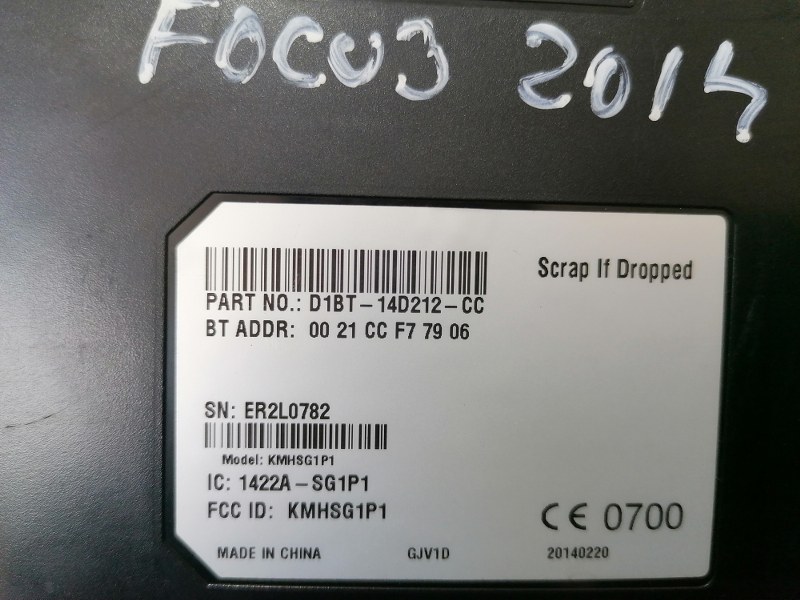 FOCUS 2014
Scrap If Dropped
PART NO.: D1BT-14D212-CC
BT ADDR: 00 21 CC F7 79 06
SN: ER2L0782
Model: KMHSG1P1
IC: 1422A-SG1P1
FCC ID: KMHSG1P1
CE 0700
MADE IN CHINA GJV1D 20140220